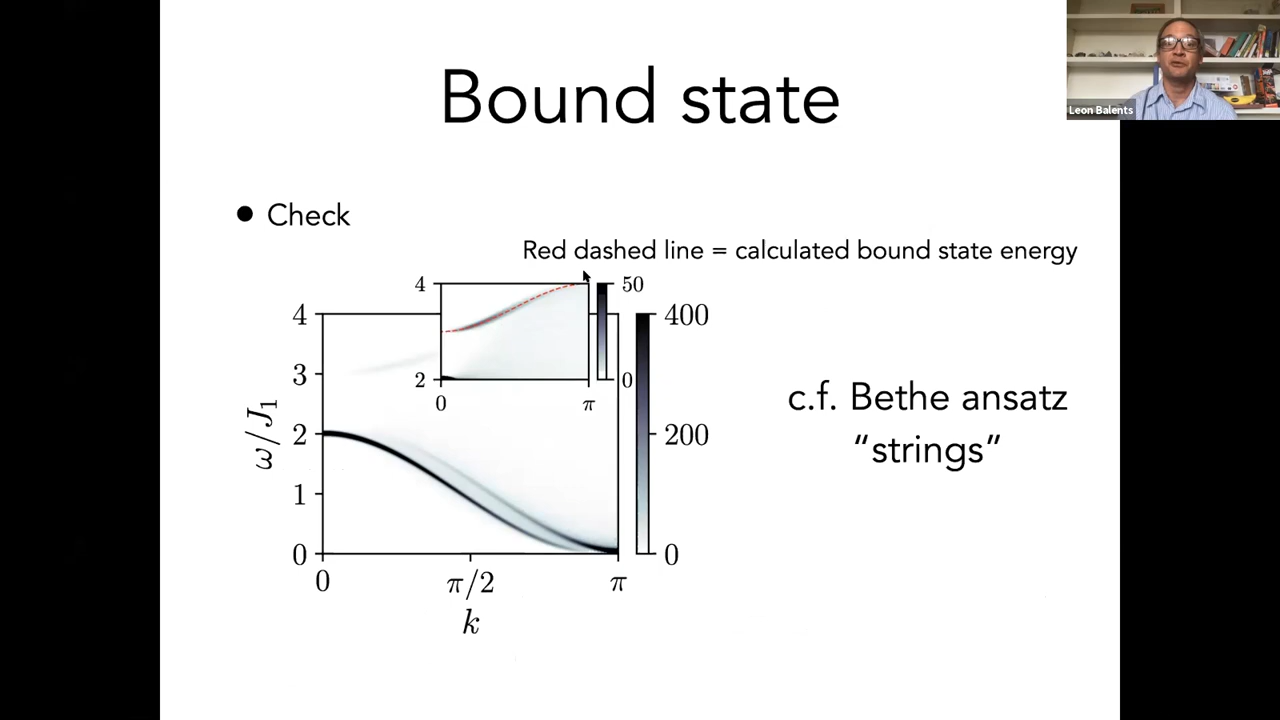 Bound state
Leon Balents
● Check
Red dashed line = calculated bound state energy
4
2
0
π
50
0
4
3
2
1
0
ω/J₁
0
π/2
π
k
400
200
0
c.f. Bethe ansatz
“strings”